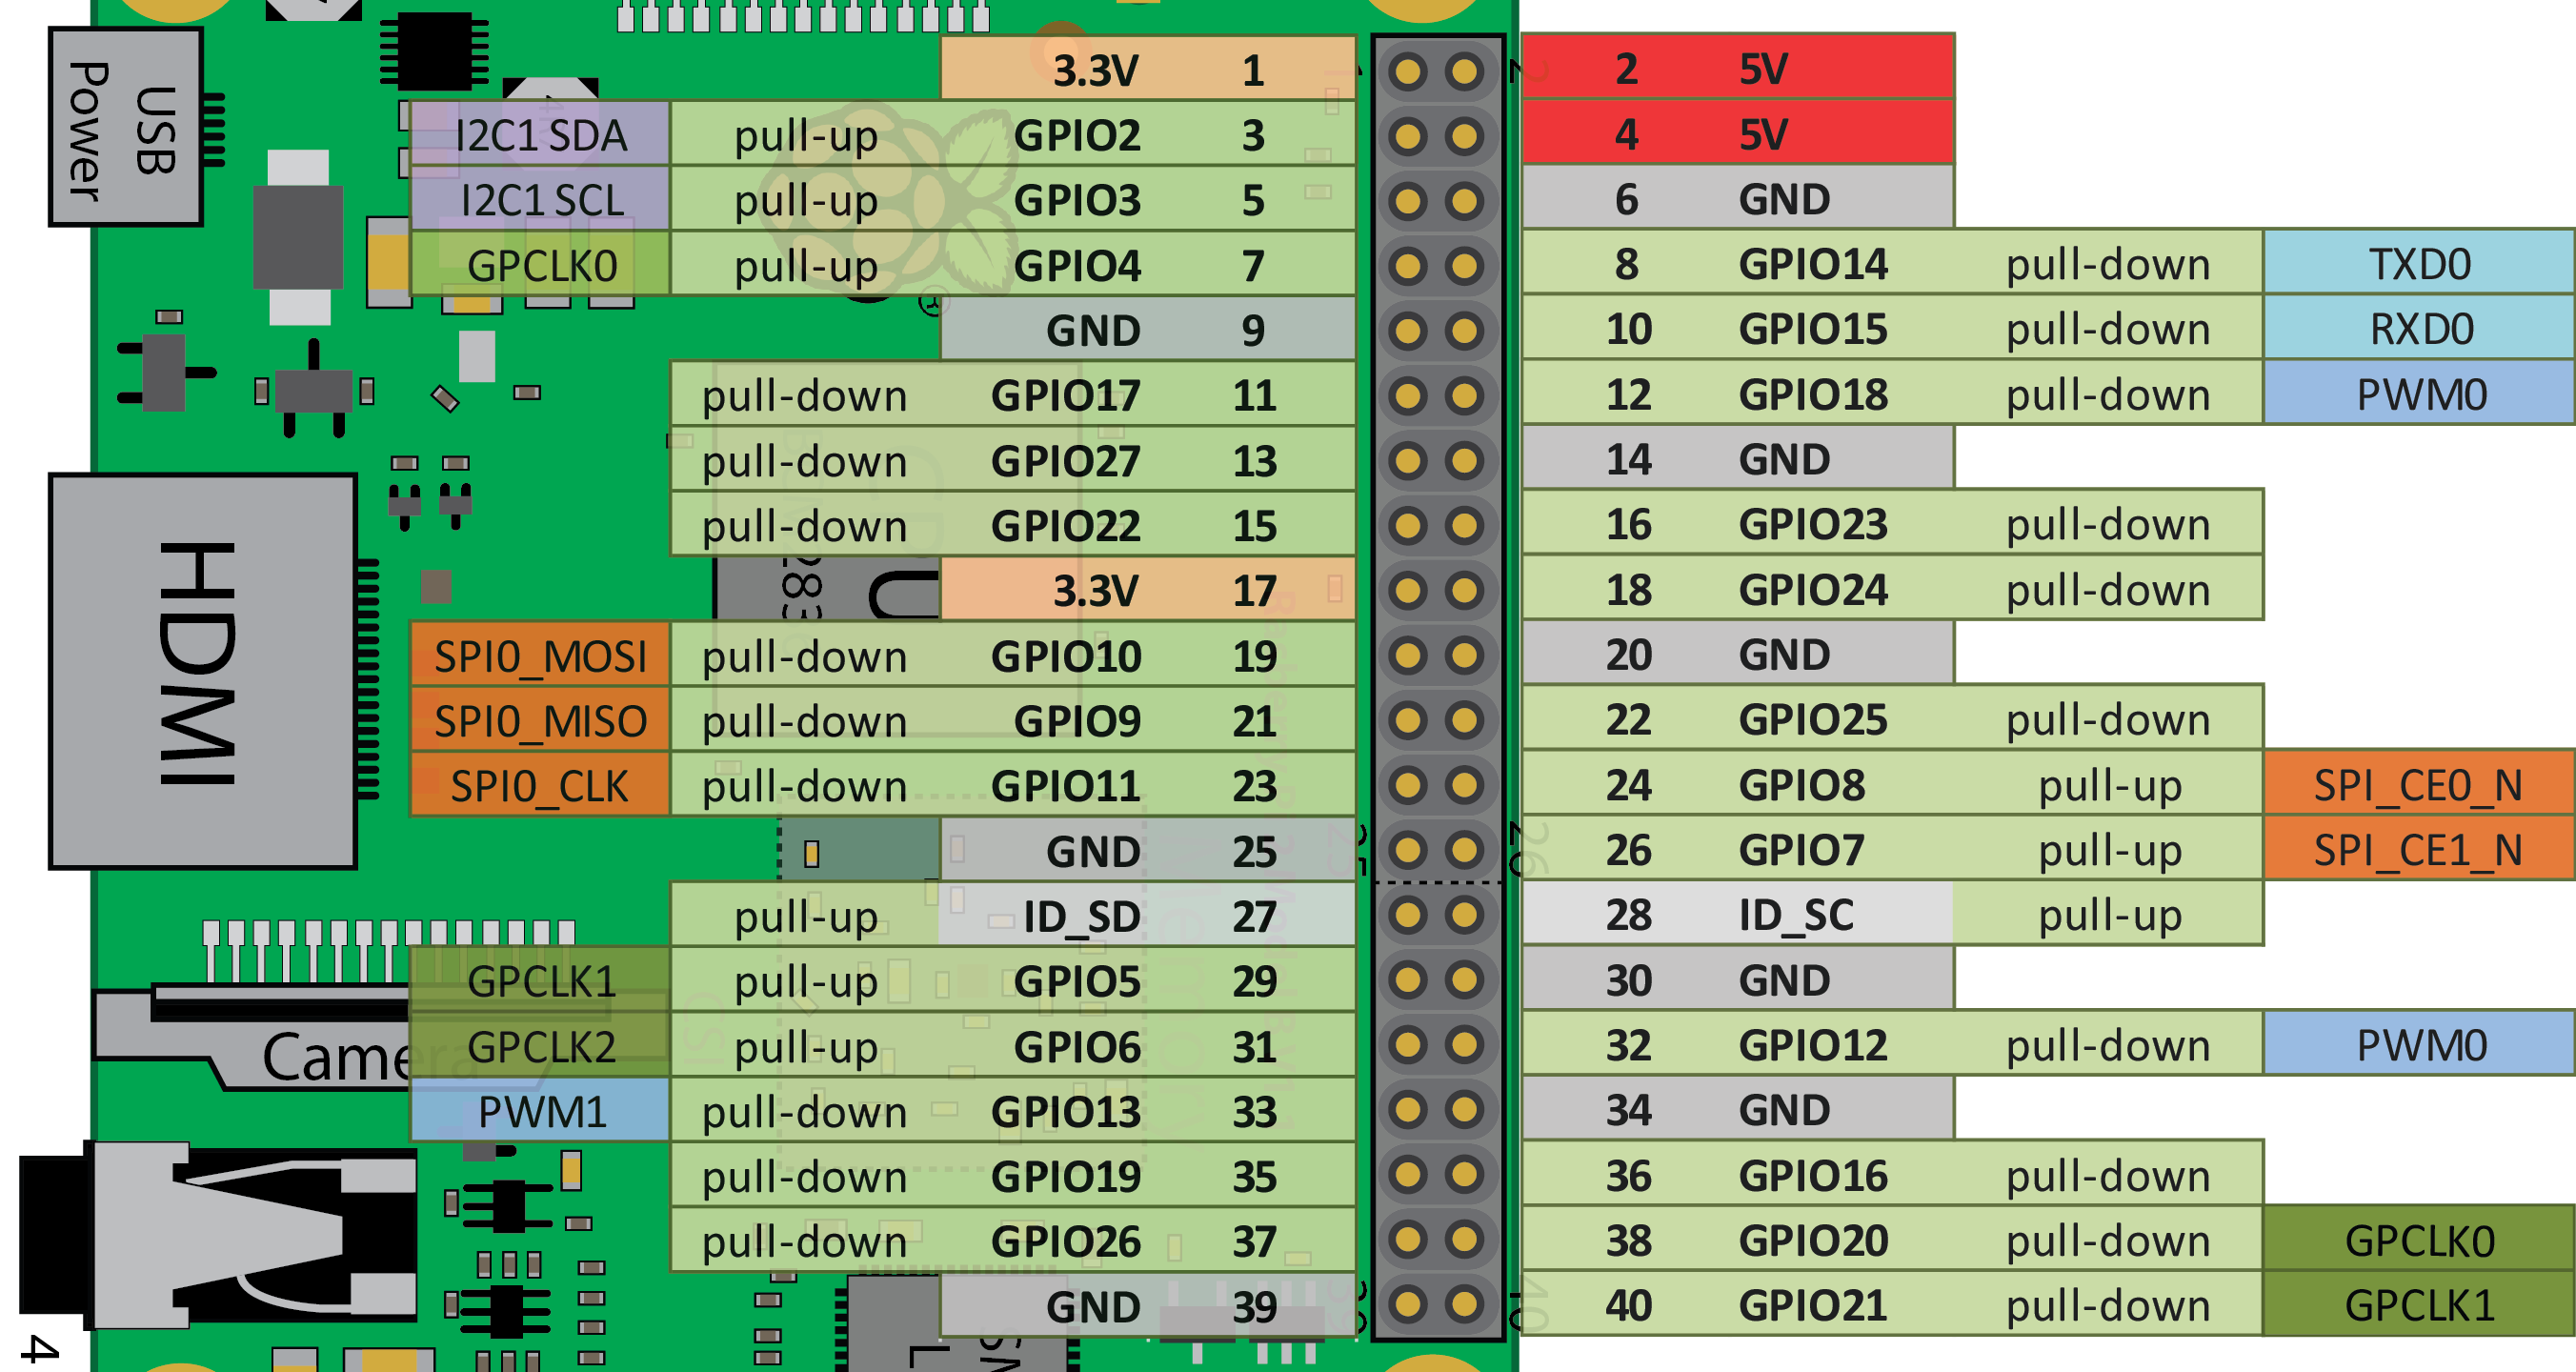 USB
Power
3.3V 1
2 5V
I2C1 SDA pull-up GPIO2 3
4 5V
I2C1 SCL pull-up GPIO3 5
6 GND
GPCLK0 pull-up GPIO4 7
8 GPIO14 pull-down TXD0
®
GND 9
10 GPIO15 pull-down RXD0
pull-down GPIO17 11
12 GPIO18 pull-down PWM0
pull-down GPIO27 13
14 GND
pull-down GPIO22 15
16 GPIO23 pull-down
3.3V 17
18 GPIO24 pull-down
HDMI
SPI0_MOSI pull-down GPIO10 19
20 GND
SPI0_MISO pull-down GPIO9 21
22 GPIO25 pull-down
SPI0_CLK pull-down GPIO11 23
24 GPIO8 pull-up SPI_CE0_N
GND 25
26 GPIO7 pull-up SPI_CE1_N
pull-up ID_SD 27
28 ID_SC pull-up
GPCLK1 pull-up GPIO5 29
30 GND
Camera
GPCLK2 pull-up GPIO6 31
32 GPIO12 pull-down PWM0
PWM1 pull-down GPIO13 33
34 GND
pull-down GPIO19 35
36 GPIO16 pull-down
pull-down GPIO26 37
38 GPIO20 pull-down GPCLK0
GND 39
40 GPIO21 pull-down GPCLK1
4